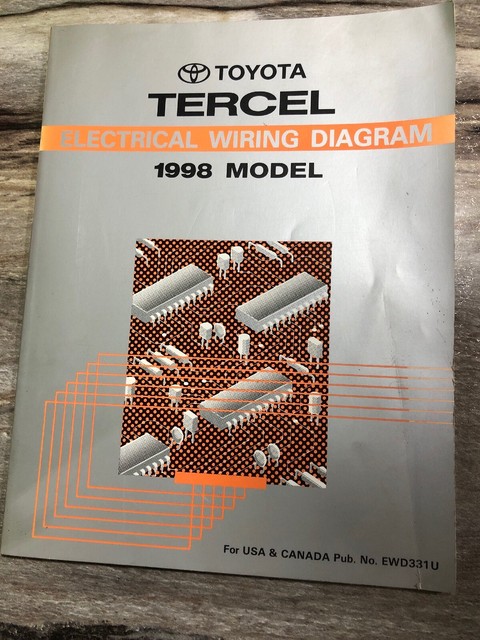 TOYOTA
TERCEL
ELECTRICAL WIRING DIAGRAM
1998 MODEL
For USA & CANADA Pub. No. EWD331U